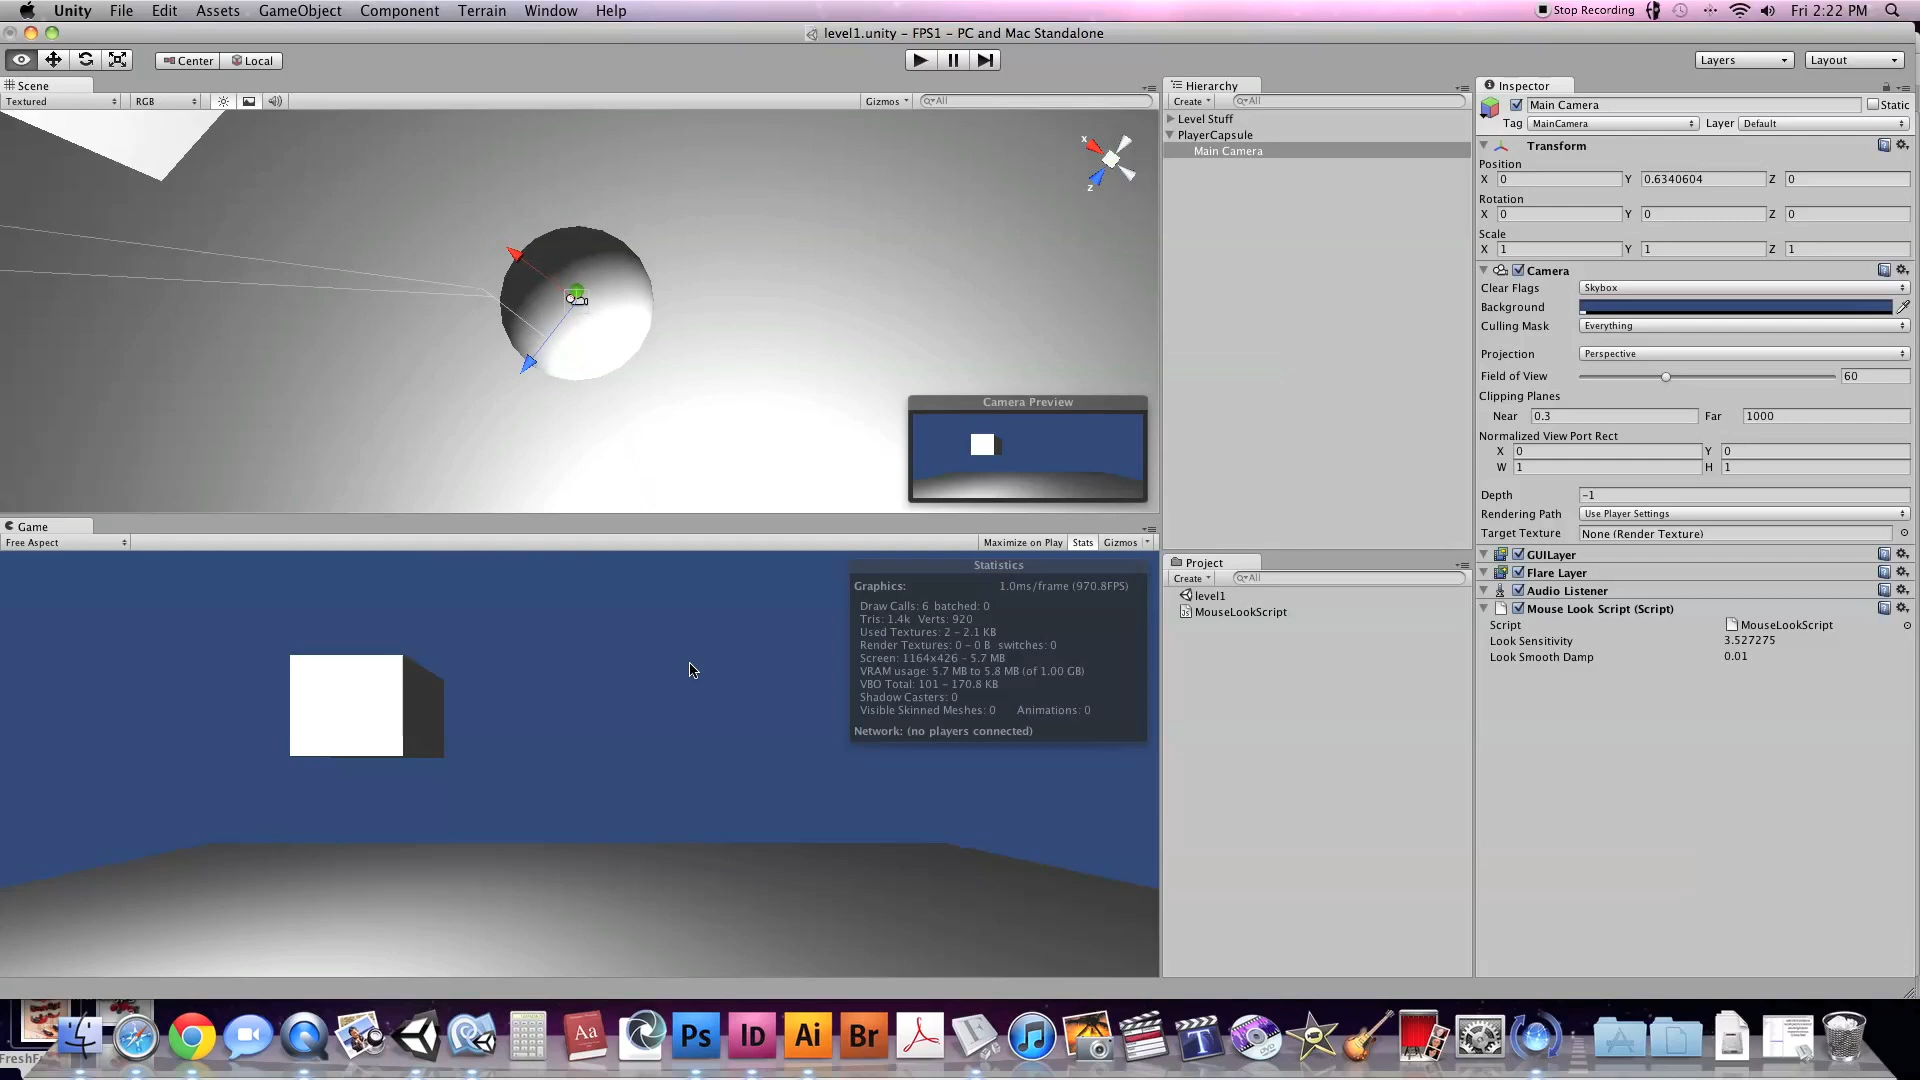 Unity File Edit Assets GameObject Component Terrain Window Help
Stop Recording Fri 2:22 PM
level1.unity – FPS1 – PC and Mac Standalone
Center Local
Layers Layout
Scene
Textured RGB Gizmos All
Hierarchy
Create All
Level Stuff
PlayerCapsule
Main Camera
Inspector
Main Camera Static
Tag MainCamera Layer Default
Transform
Position
X 0 Y 0.6340604 Z 0
Rotation
X 0 Y 0 Z 0
Scale
X 1 Y 1 Z 1
Camera
Clear Flags Skybox
Background
Culling Mask Everything
Projection Perspective
Field of View 60
Clipping Planes
Near 0.3 Far 1000
Normalized View Port Rect
X 0 Y 0
W 1 H 1
Depth -1
Rendering Path Use Player Settings
Target Texture None (Render Texture)
GUILayer
Flare Layer
Audio Listener
Mouse Look Script (Script)
Script MouseLookScript
Look Sensitivity 3.527275
Look Smooth Damp 0.01
x
z
Camera Preview
Game
Free Aspect Maximize on Play Stats Gizmos
Statistics
Graphics: 1.0ms/frame (970.8FPS)
Draw Calls: 6 batched: 0
Tris: 1.4k Verts: 920
Used Textures: 2 – 2.1 KB
Render Textures: 0 – 0 B switches: 0
Screen: 1164x426 – 5.7 MB
VRAM usage: 5.7 MB to 5.8 MB (of 1.00 GB)
VBO Total: 101 – 170.8 KB
Shadow Casters: 0
Visible Skinned Meshes: 0 Animations: 0
Network: (no players connected)
Project
Create All
level1
MouseLookScript
Aa Ps Id Ai Br T